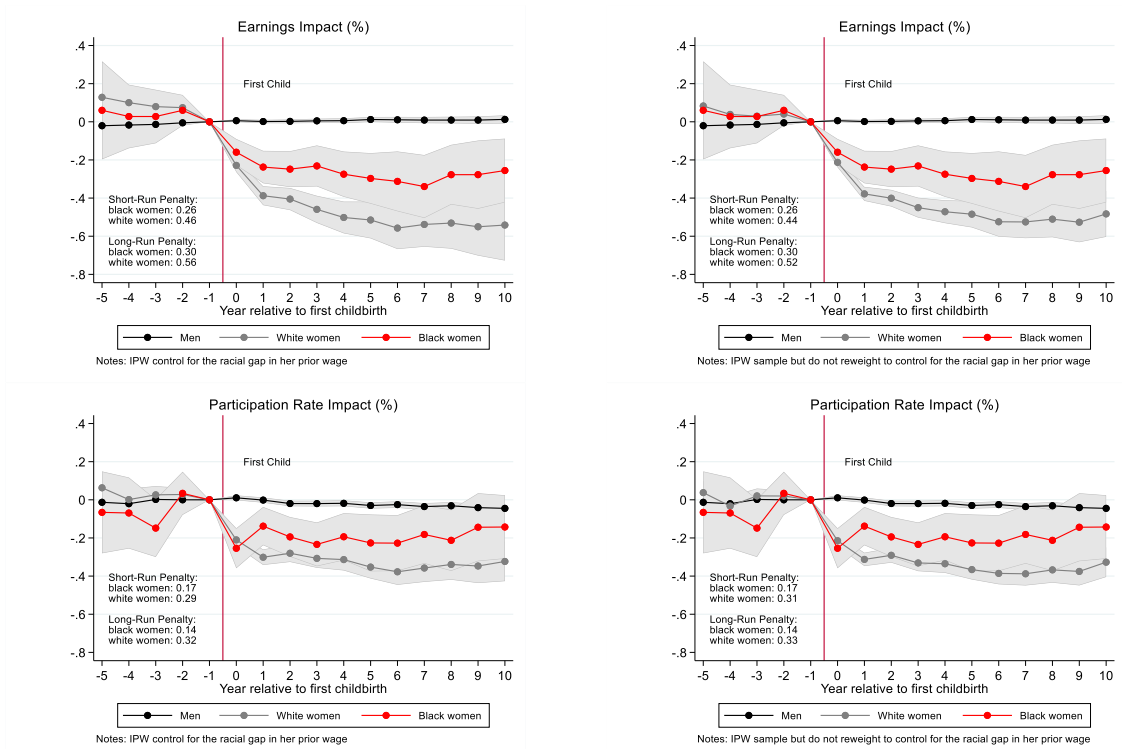 Earnings Impact (%)
.4
.2
0
-.2
-.4
-.6
-.8
First Child
Short-Run Penalty:
black women: 0.26
white women: 0.46
Long-Run Penalty:
black women: 0.30
white women: 0.56
-5 -4 -3 -2 -1 0 1 2 3 4 5 6 7 8 9 10
Year relative to first childbirth
Men White women Black women
Notes: IPW control for the racial gap in her prior wage
Earnings Impact (%)
.4
.2
0
-.2
-.4
-.6
-.8
First Child
Short-Run Penalty:
black women: 0.26
white women: 0.44
Long-Run Penalty:
black women: 0.30
white women: 0.52
-5 -4 -3 -2 -1 0 1 2 3 4 5 6 7 8 9 10
Year relative to first childbirth
Men White women Black women
Notes: IPW sample but do not reweight to control for the racial gap in her prior wage
Participation Rate Impact (%)
.4
.2
0
-.2
-.4
-.6
-.8
First Child
Short-Run Penalty:
black women: 0.17
white women: 0.29
Long-Run Penalty:
black women: 0.14
white women: 0.32
-5 -4 -3 -2 -1 0 1 2 3 4 5 6 7 8 9 10
Year relative to first childbirth
Men White women Black women
Notes: IPW control for the racial gap in her prior wage
Participation Rate Impact (%)
.4
.2
0
-.2
-.4
-.6
-.8
First Child
Short-Run Penalty:
black women: 0.17
white women: 0.31
Long-Run Penalty:
black women: 0.14
white women: 0.33
-5 -4 -3 -2 -1 0 1 2 3 4 5 6 7 8 9 10
Year relative to first childbirth
Men White women Black women
Notes: IPW sample but do not reweight to control for the racial gap in her prior wage